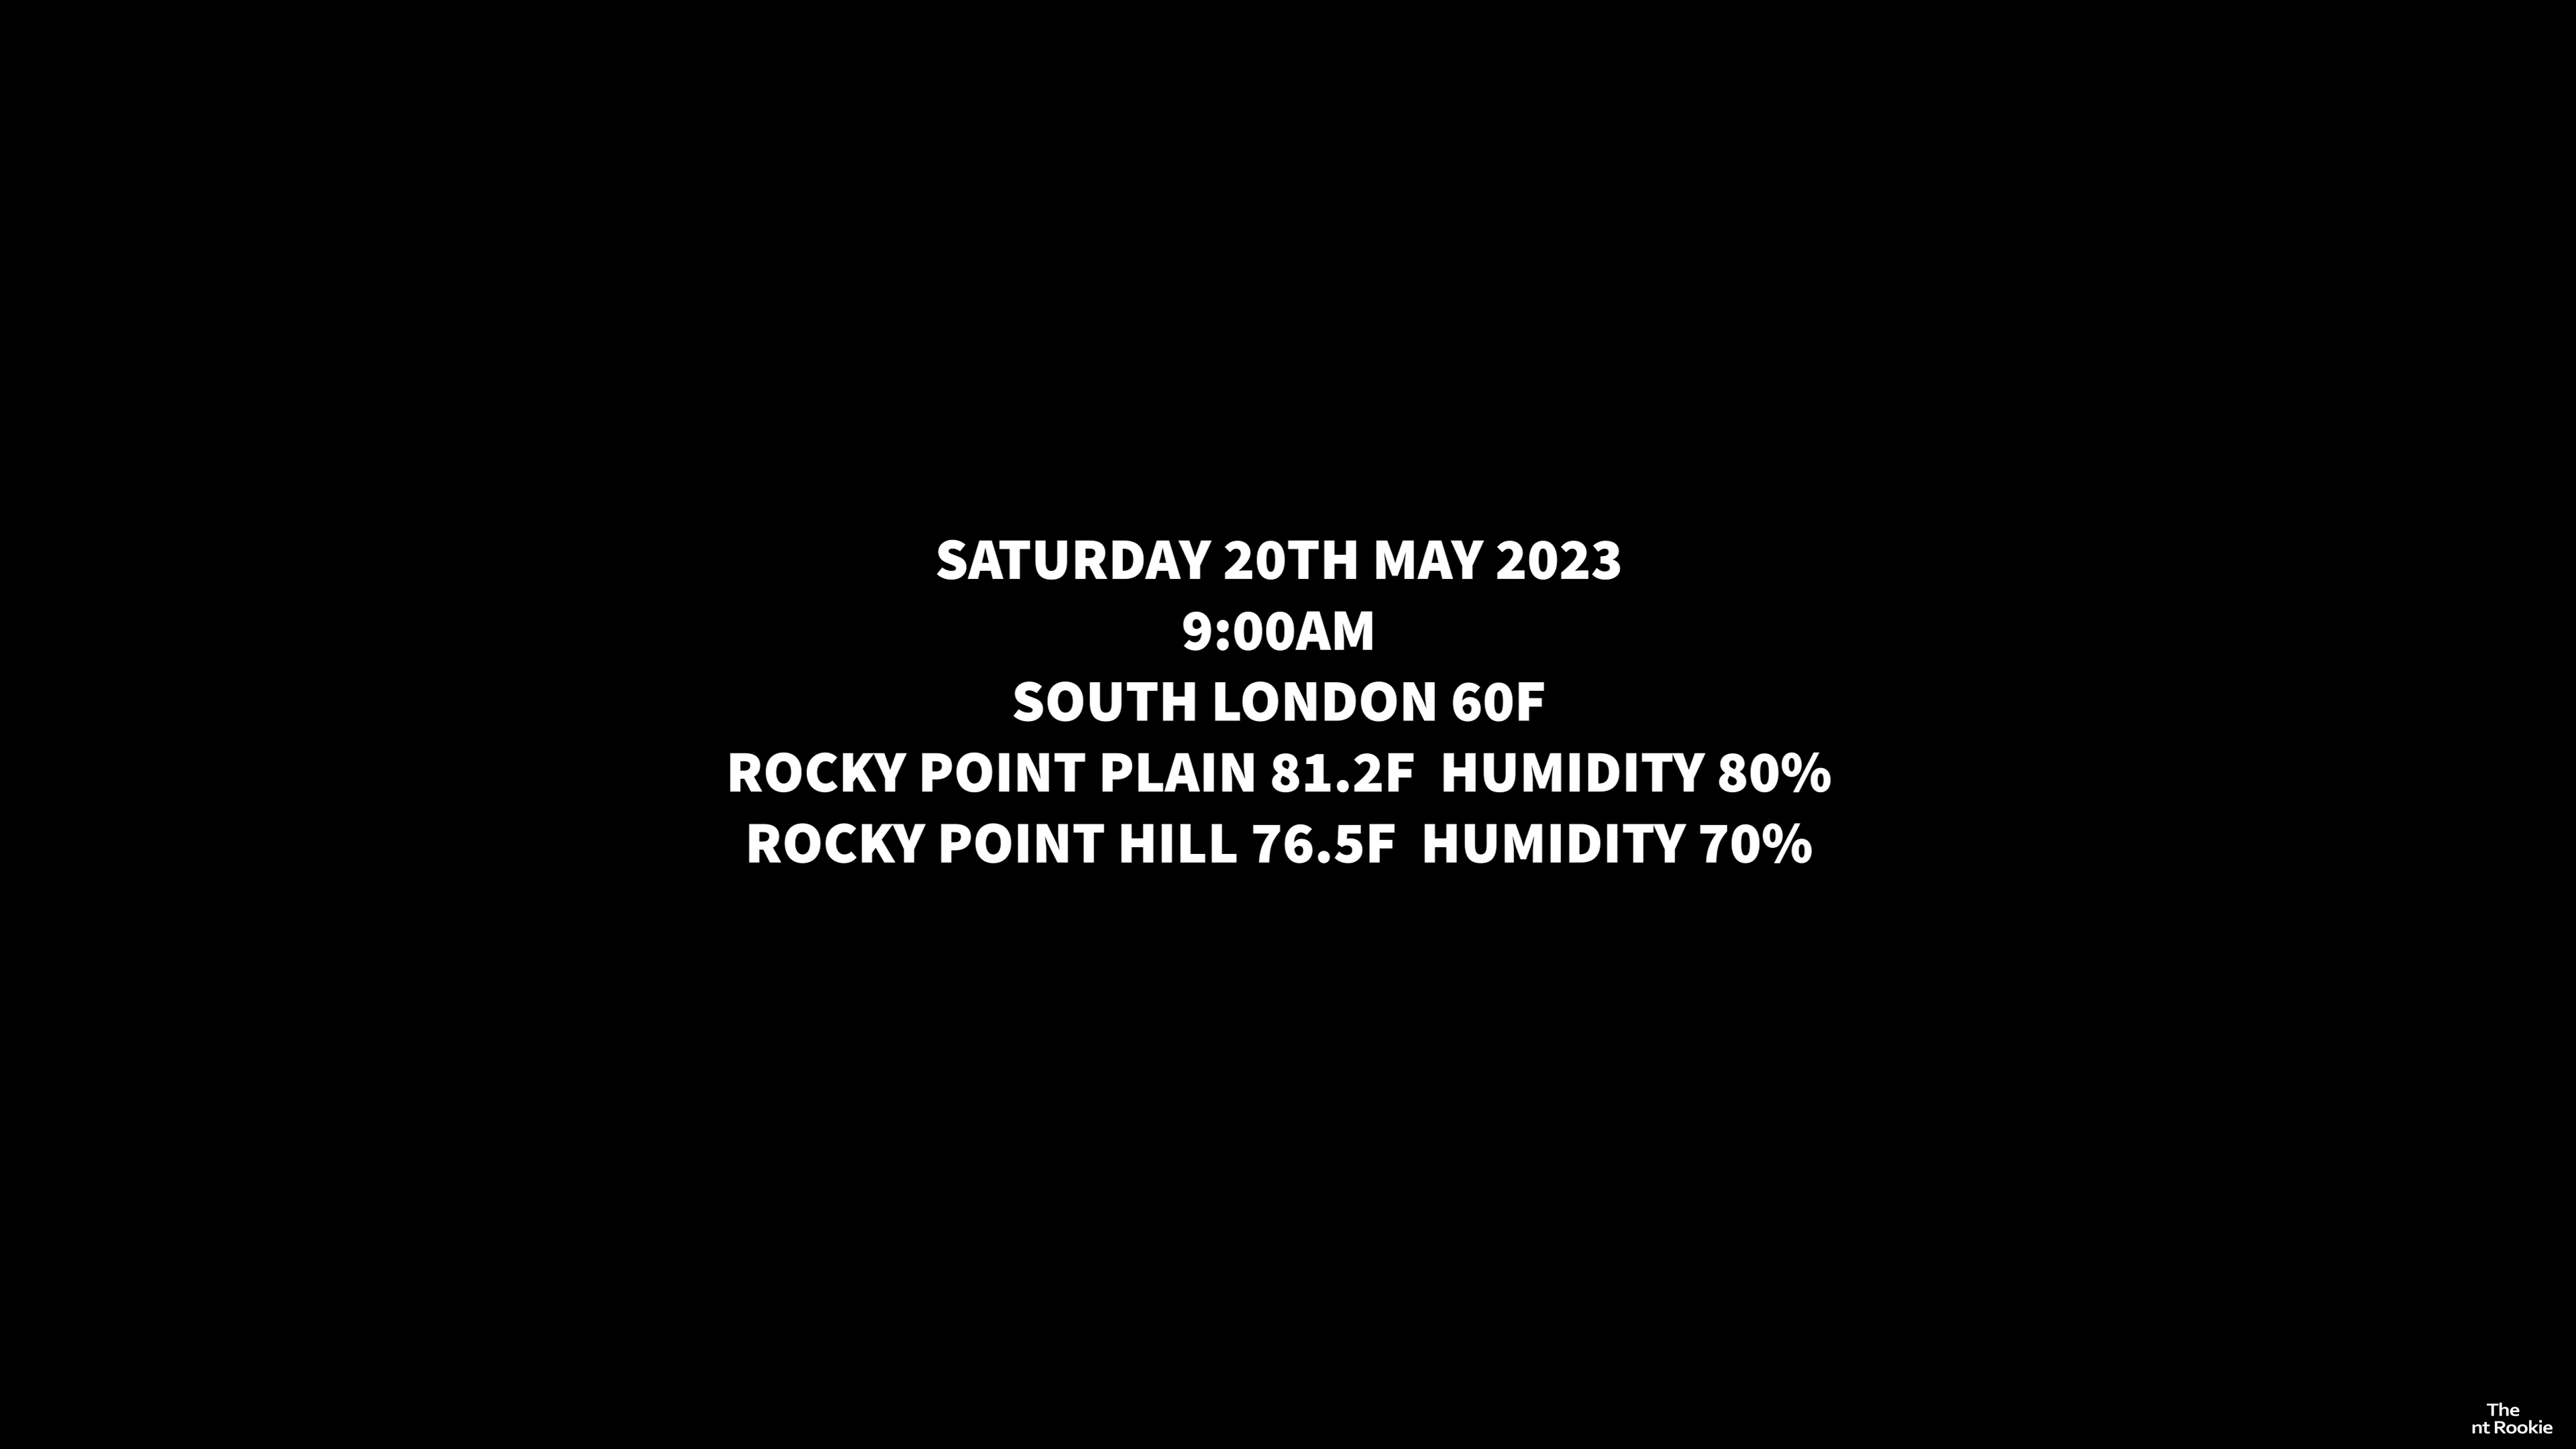 SATURDAY 20TH MAY 2023
9:00AM
SOUTH LONDON 60F
ROCKY POINT PLAIN 81.2F  HUMIDITY 80%
ROCKY POINT HILL 76.5F  HUMIDITY 70%
The
nt Rookie